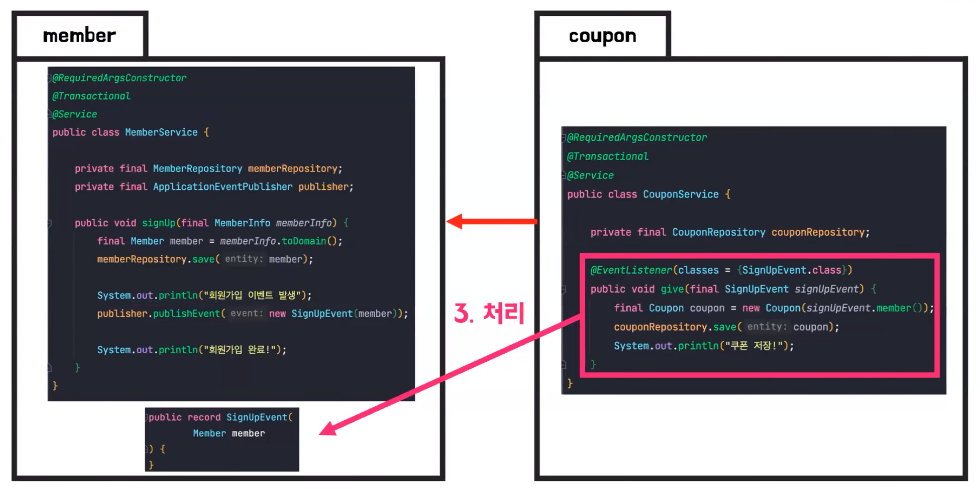 member
@RequiredArgsConstructor
@Transactional
@Service
public class MemberService {
private final MemberRepository memberRepository;
private final ApplicationEventPublisher publisher;
public void signUp(final MemberInfo memberInfo) {
final Member member = memberInfo.toDomain();
memberRepository.save( entity: member);
System.out.println("회원가입 이벤트 발생");
publisher.publishEvent( event: new SignUpEvent(member));
System.out.println("회원가입 완료!");
}
}
public record SignUpEvent(
Member member
) {
}
3. 처리
coupon
@RequiredArgsConstructor
@Transactional
@Service
public class CouponService {
private final CouponRepository couponRepository;
@EventListener(classes = {SignUpEvent.class})
public void give(final SignUpEvent signUpEvent) {
final Coupon coupon = new Coupon(signUpEvent.member());
couponRepository.save( entity: coupon);
System.out.println("쿠폰 저장!");
}
}